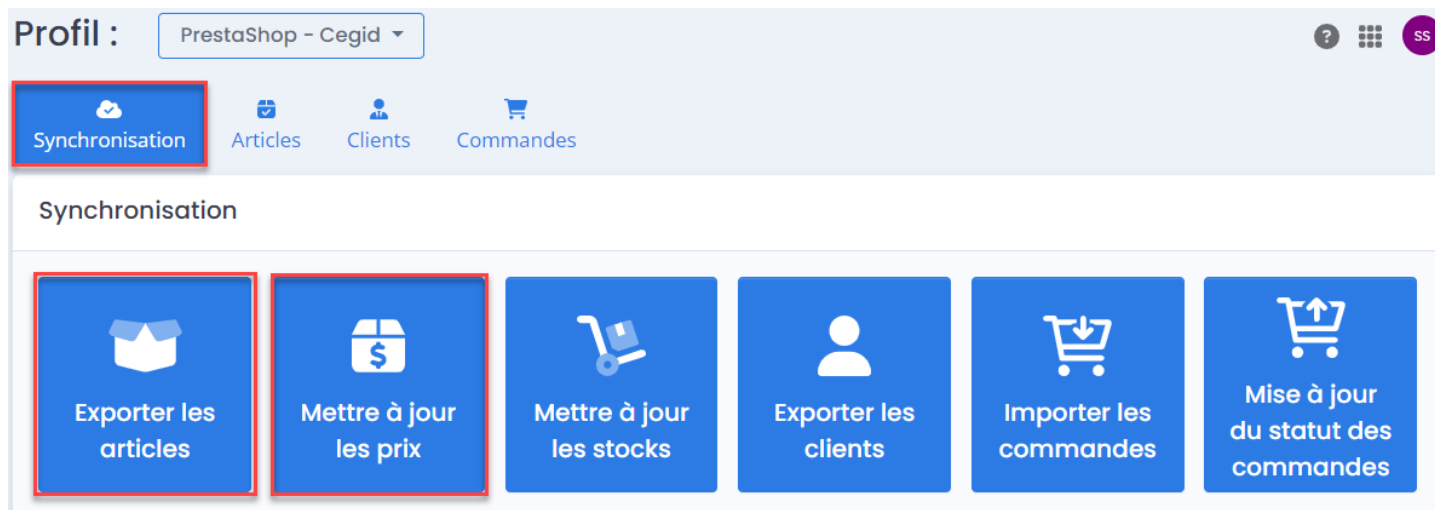 Profil :
PrestaShop - Cegid
?
SS
Synchronisation
Articles
Clients
Commandes
Synchronisation
$
Exporter les
articles
Mettre à jour
les prix
Mettre à jour
les stocks
Exporter les
clients
Importer les
commandes
Mise à jour
du statut des
commandes